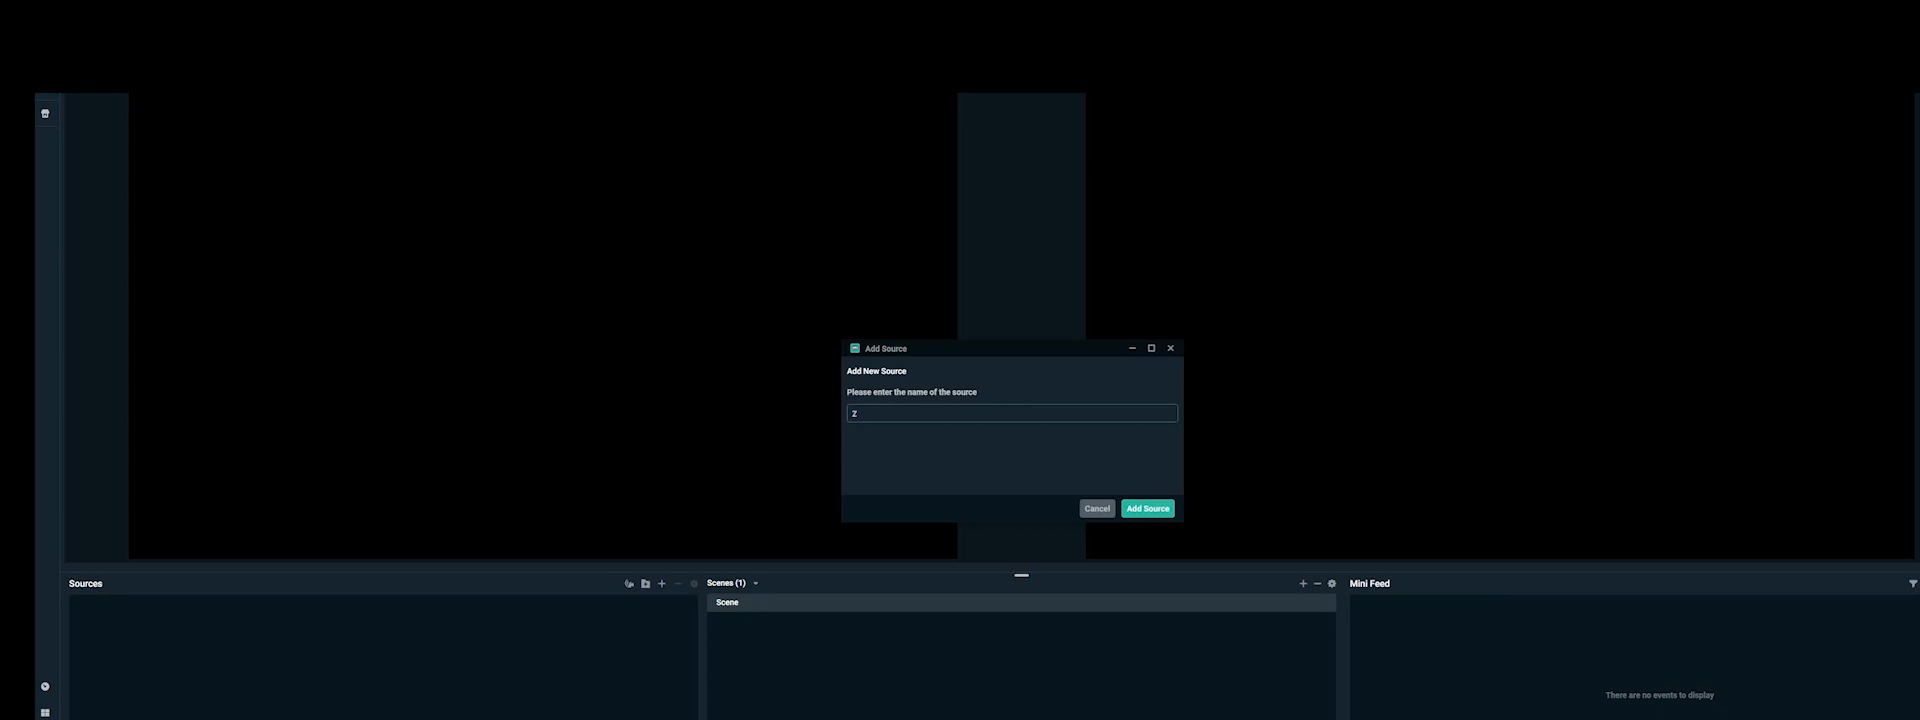 Add Source
Add New Source
Please enter the name of the source
Z
Cancel
Add Source
Sources
Scenes (1)
Mini Feed
Scene
There are no events to display